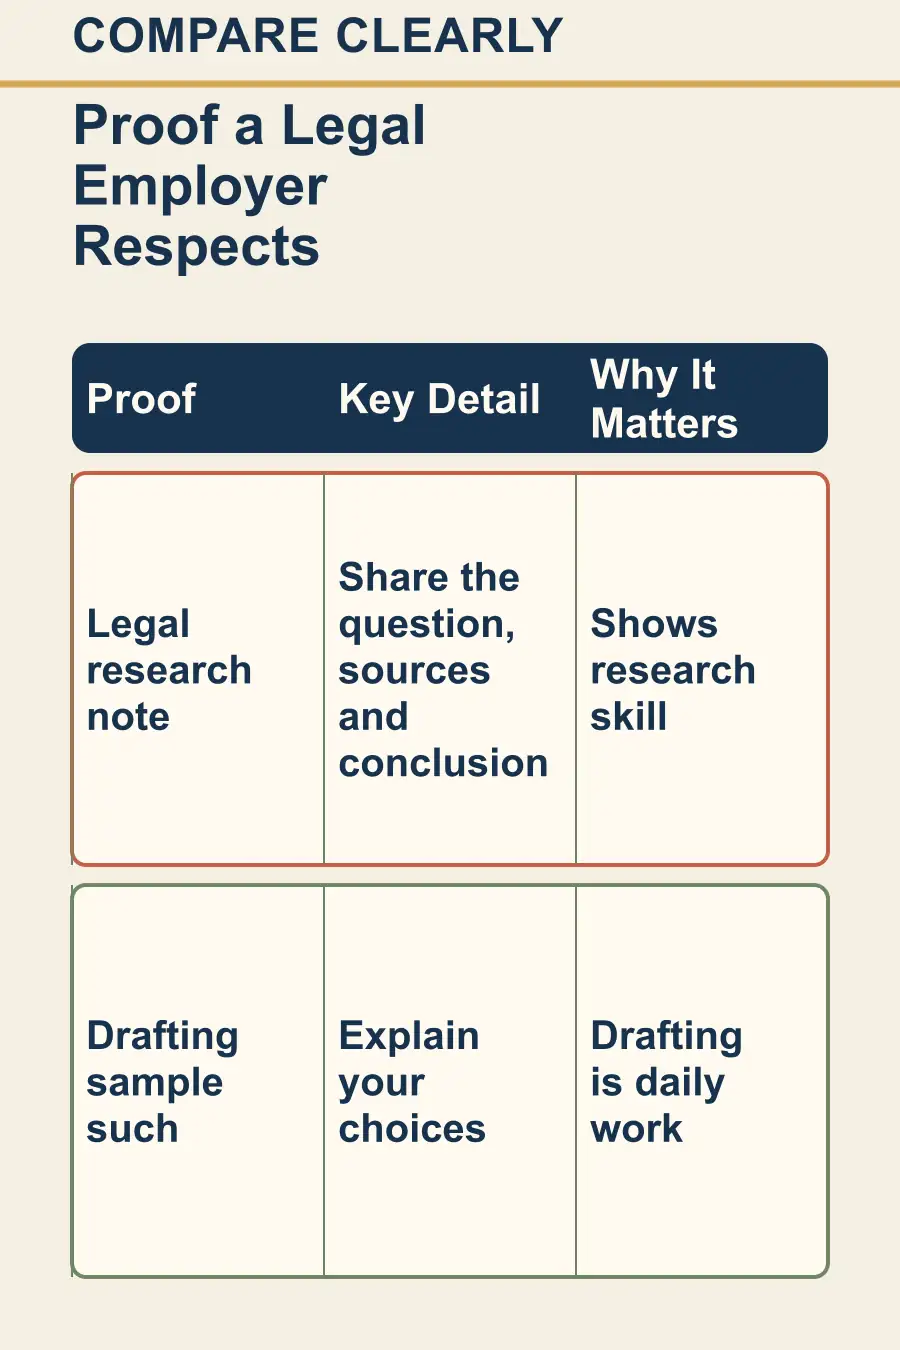 COMPARE CLEARLY
Proof a Legal
Employer
Respects
Proof
Key Detail
Why It
Matters
Legal
research
note
Share the
question,
sources
and
conclusion
Shows
research
skill
Drafting
sample
such
Explain
your
choices
Drafting
is daily
work